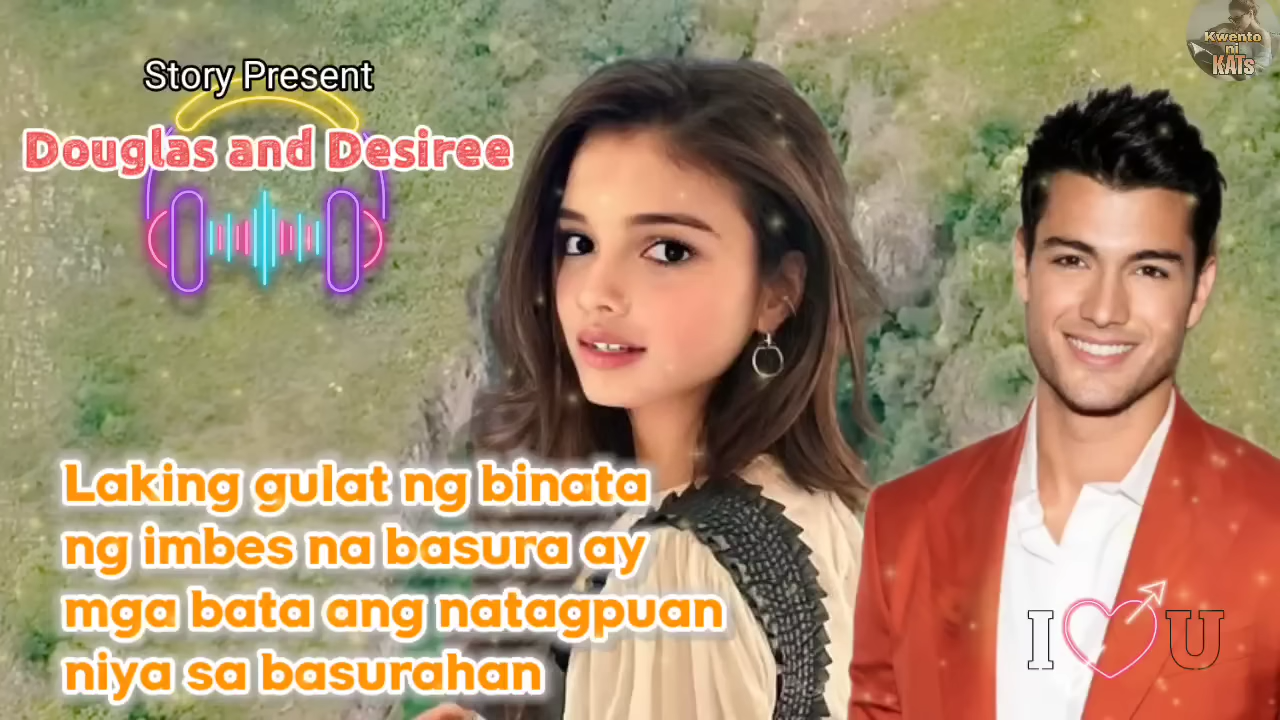 Kwento
ni
KATs
Story Present
Douglas and Desiree
Laking gulat ng binata
ng imbes na basura ay
mga bata ang natagpuan
niya sa basurahan
I U